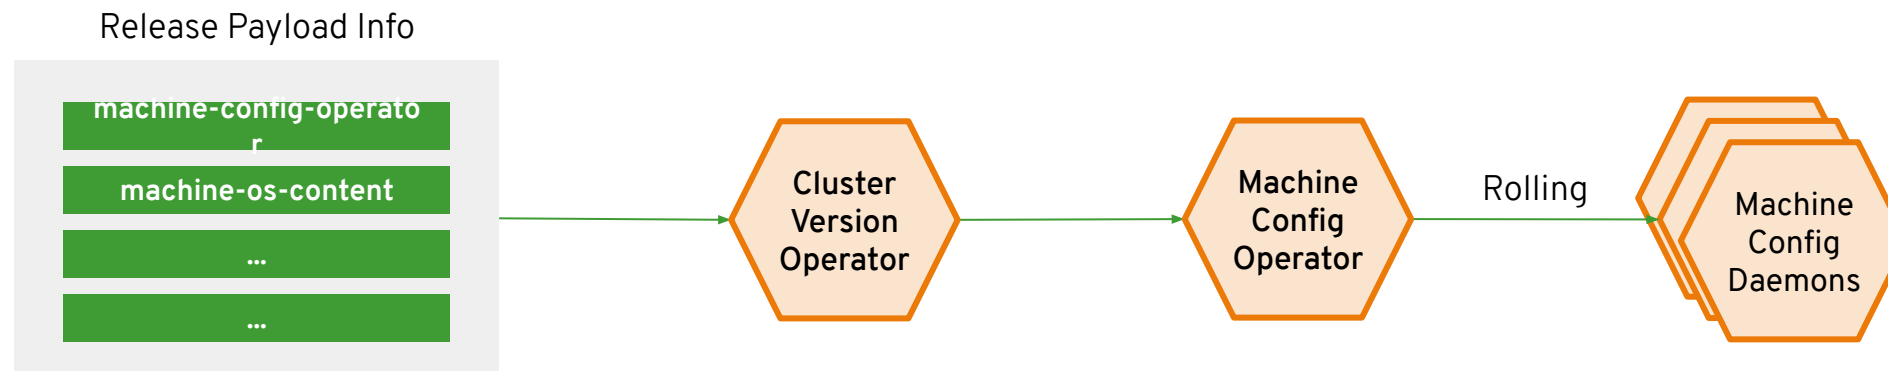 Release Payload Info
machine-config-operato
r
machine-os-content
...
...
Cluster
Version
Operator
Machine
Config
Operator
Rolling
Machine
Config
Daemons